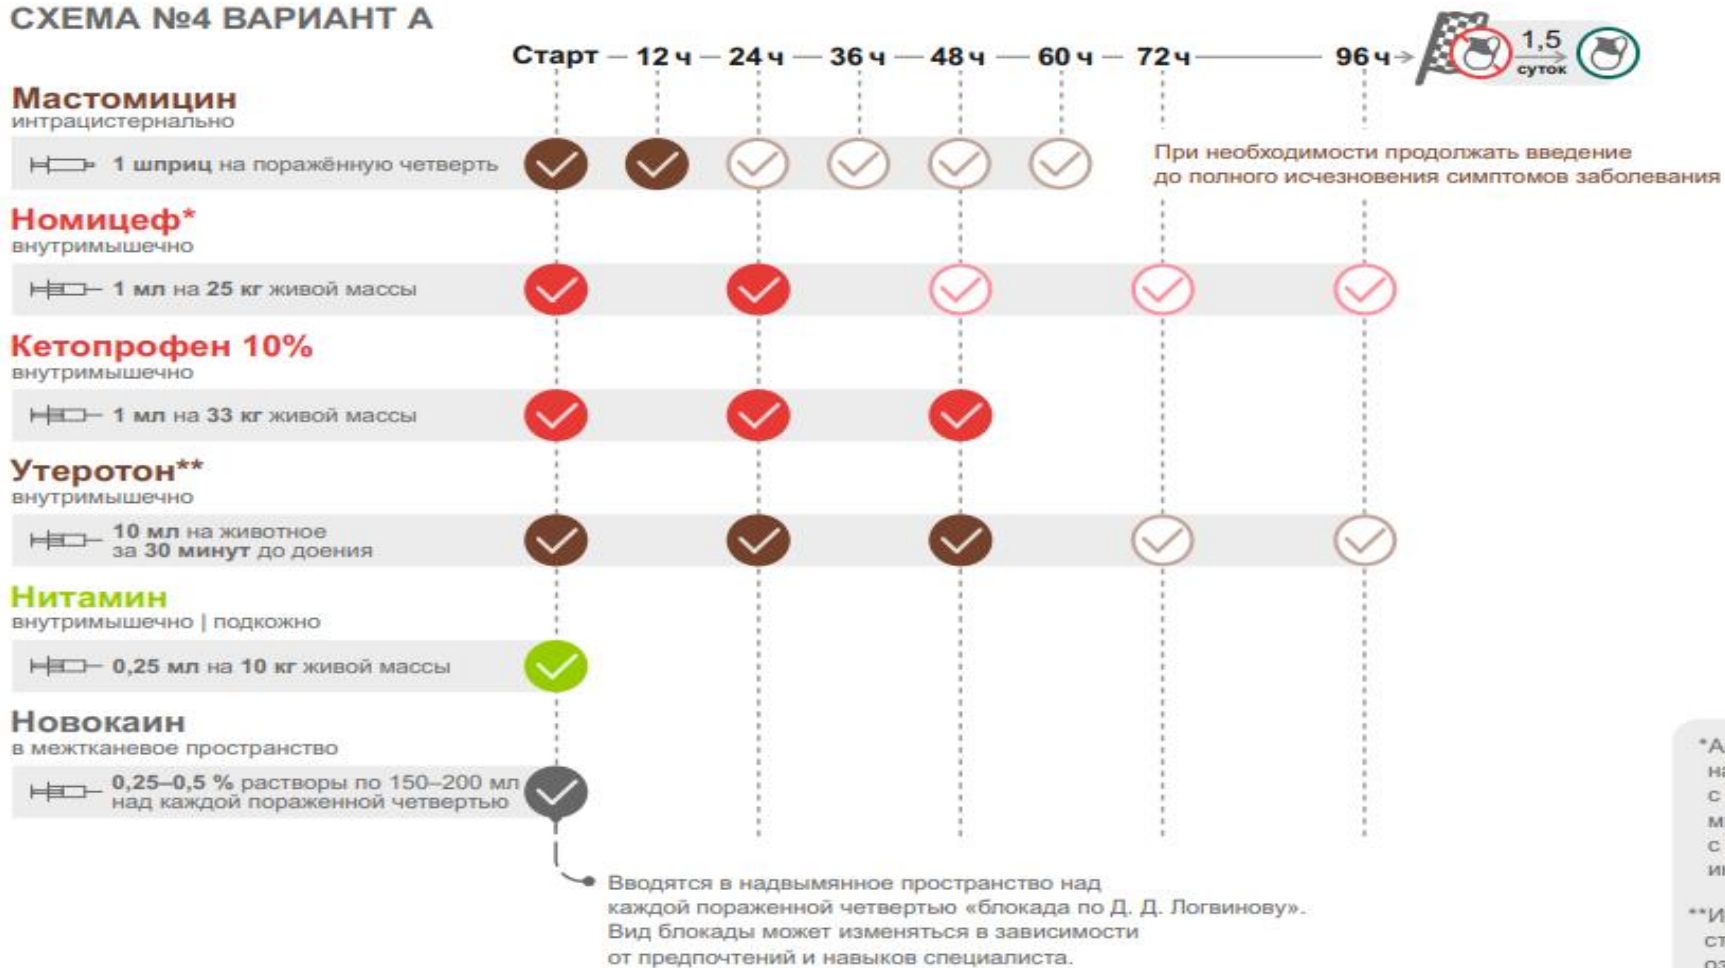 СХЕМА №4 ВАРИАНТ А
Старт 12 ч 24 ч 36 ч 48 ч 60 ч 72 ч 96 ч
1,5
суток
Мастомицин
интрацистернально
1 шприц на поражённую четверть
При необходимости продолжать введение
до полного исчезновения симптомов заболевания
Номицеф*
внутримышечно
1 мл на 25 кг живой массы
Кетопрофен 10%
внутримышечно
1 мл на 33 кг живой массы
Утеротон**
внутримышечно
10 мл на животное
за 30 минут до доения
Нитамин
внутримышечно | подкожно
0,25 мл на 10 кг живой массы
Новокаин
в межтканевое пространство
0,25–0,5 % растворы по 150–200 мл
над каждой пораженной четвертью
Вводятся в надвымянное пространство над
каждой пораженной четвертью «блокада по Д. Д. Логвинову».
Вид блокады может изменяться в зависимости
от предпочтений и навыков специалиста.